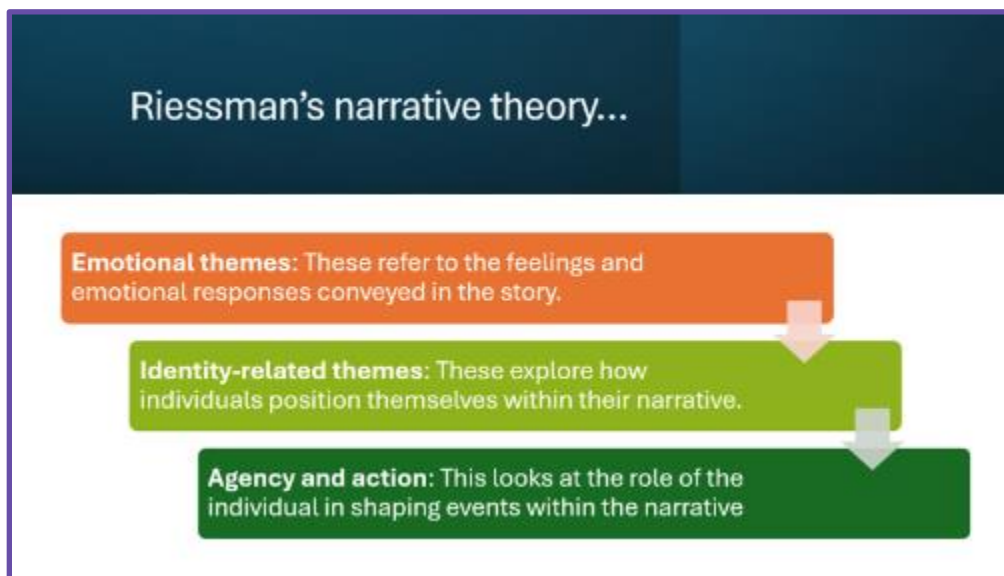 Riessman’s narrative theory...
Emotional themes: These refer to the feelings and
emotional responses conveyed in the story.
Identity-related themes: These explore how
individuals position themselves within their narrative.
Agency and action: This looks at the role of the
individual in shaping events within the narrative